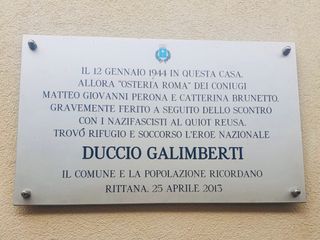 IL 12 GENNAIO 1944 IN QUESTA CASA.
ALLORA "OSTERIA ROMA" DEI CONIUGI
MATTEO GIOVANNI PERONA E CATTERINA BRUNETTO.
GRAVEMENTE FERITO A SEGUITO DELLO SCONTRO
CON I NAZIFASCISTI AL QUIOT REUSA.
TROVÒ RIFUGIO E SOCCORSO L'EROE NAZIONALE
DUCCIO GALIMBERTI
IL COMUNE E LA POPOLAZIONE RICORDANO
RITTANA, 25 APRILE 2013